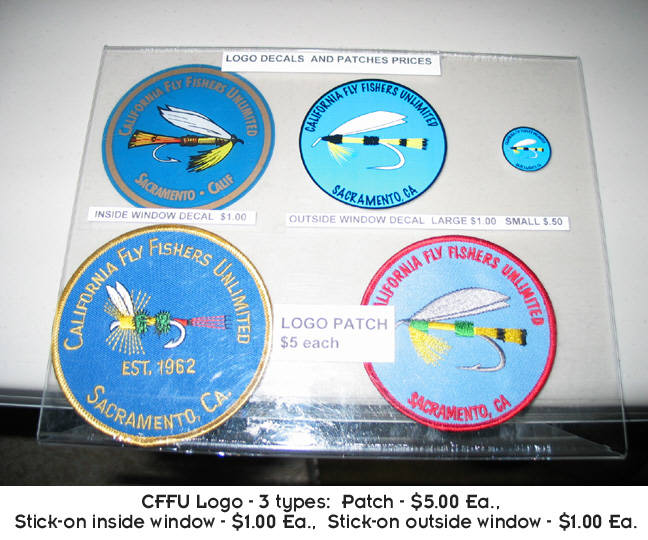 LOGO DECALS AND PATCHES PRICES
CALIFORNIA FLY FISHERS UNLIMITED
SACRAMENTO • CALIF
CALIFORNIA FLY FISHERS UNLIMITED
SACRAMENTO, CA
INSIDE WINDOW DECAL $1.00
OUTSIDE WINDOW DECAL LARGE $1.00 SMALL $.50
CALIFORNIA FLY FISHERS UNLIMITED
EST. 1962
SACRAMENTO, CA.
LOGO PATCH
$5 each
CALIFORNIA FLY FISHERS UNLIMITED
SACRAMENTO, CA
CFFU Logo - 3 types: Patch - $5.00 Ea.,
Stick-on inside window - $1.00 Ea., Stick-on outside window - $1.00 Ea.